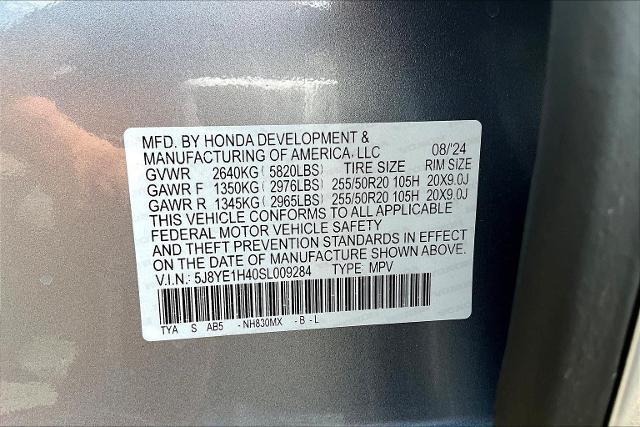 MFD. BY HONDA DEVELOPMENT &
MANUFACTURING OF AMERICA, LLC 08/'24
GVWR 2640KG ( 5820LBS) TIRE SIZE RIM SIZE
GAWR F 1350KG ( 2976LBS) 255/50R20 105H 20X9.0J
GAWR R 1345KG ( 2965LBS) 255/50R20 105H 20X9.0J
THIS VEHICLE CONFORMS TO ALL APPLICABLE
FEDERAL MOTOR VEHICLE SAFETY
AND THEFT PREVENTION STANDARDS IN EFFECT
ON THE DATE OF MANUFACTURE SHOWN ABOVE.
V.I.N.: 5J8YE1H40SL009284 TYPE: MPV
TYA S AB5 - NH830MX - B - L